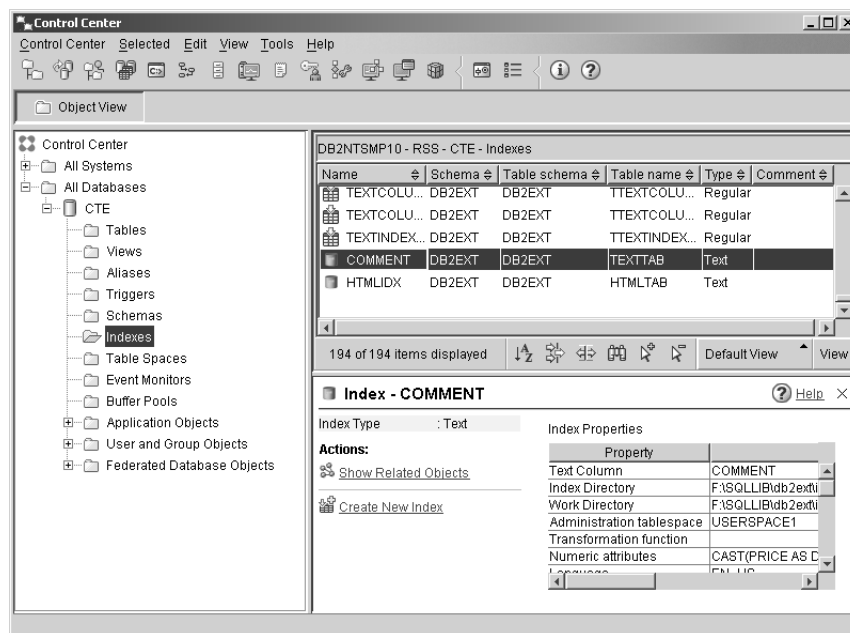 Control Center
Control Center Selected Edit View Tools Help
Object View
Control Center
All Systems
All Databases
CTE
Tables
Views
Aliases
Triggers
Schemas
Indexes
Table Spaces
Event Monitors
Buffer Pools
Application Objects
User and Group Objects
Federated Database Objects
DB2NTSMP10 - RSS - CTE - Indexes
Name Schema Table schema Table name Type Comment
TEXTCOLU... DB2EXT DB2EXT TTEXTCOLU... Regular
TEXTCOLU... DB2EXT DB2EXT TTEXTCOLU... Regular
TEXTINDEX... DB2EXT DB2EXT TTEXTINDEX... Regular
COMMENT DB2EXT DB2EXT TEXTTAB Text
HTMLIDX DB2EXT DB2EXT HTMLTAB Text
194 of 194 items displayed Default View View
Index - COMMENT Help
Index Type : Text
Actions:
Show Related Objects
Create New Index
Index Properties
Property
Text Column COMMENT
Index Directory F:\SQLLIB\db2ext\i
Work Directory F:\SQLLIB\db2ext\i
Administration tablespace USERSPACE1
Transformation function
Numeric attributes CAST(PRICE AS D
Language EN_US